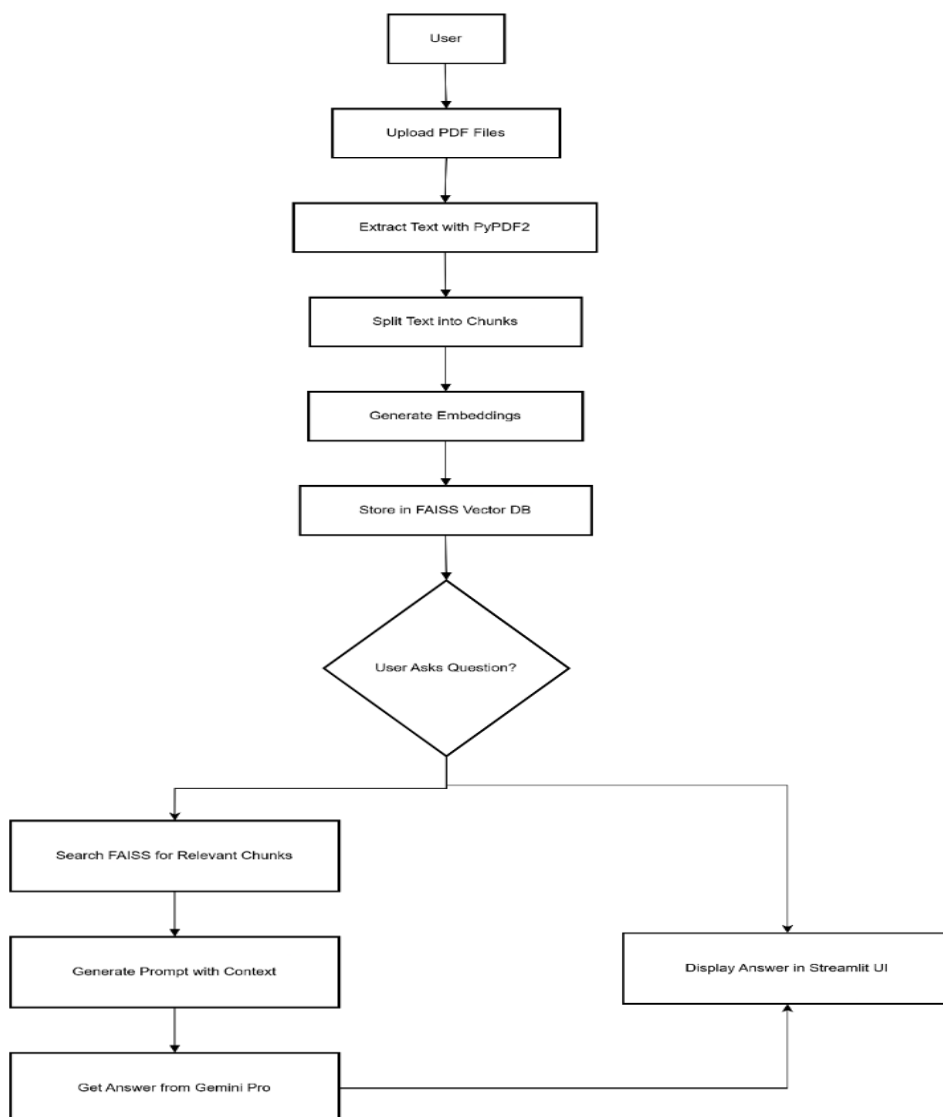 User
Upload PDF Files
Extract Text with PyPDF2
Split Text into Chunks
Generate Embeddings
Store in FAISS Vector DB
User Asks Question?
Search FAISS for Relevant Chunks
Generate Prompt with Context
Display Answer in Streamlit UI
Get Answer from Gemini Pro